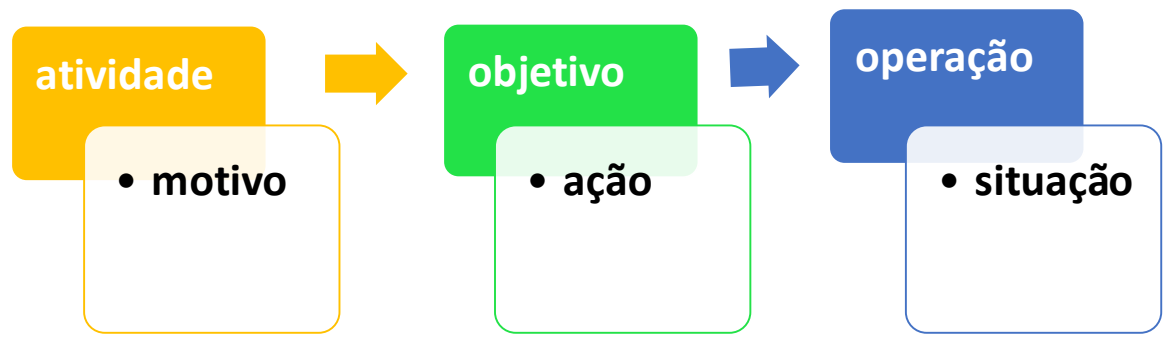 atividade
• motivo
objetivo
• ação
operação
• situação